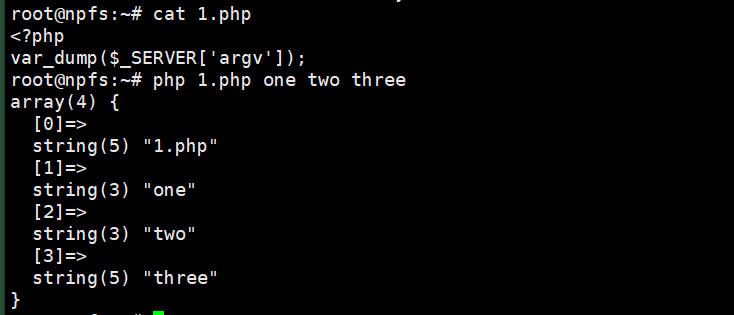 root@npfs:~# cat 1.php
<?php
var_dump($_SERVER['argv']);
root@npfs:~# php 1.php one two three
array(4) {
  [0]=>
  string(5) "1.php"
  [1]=>
  string(3) "one"
  [2]=>
  string(3) "two"
  [3]=>
  string(5) "three"
}